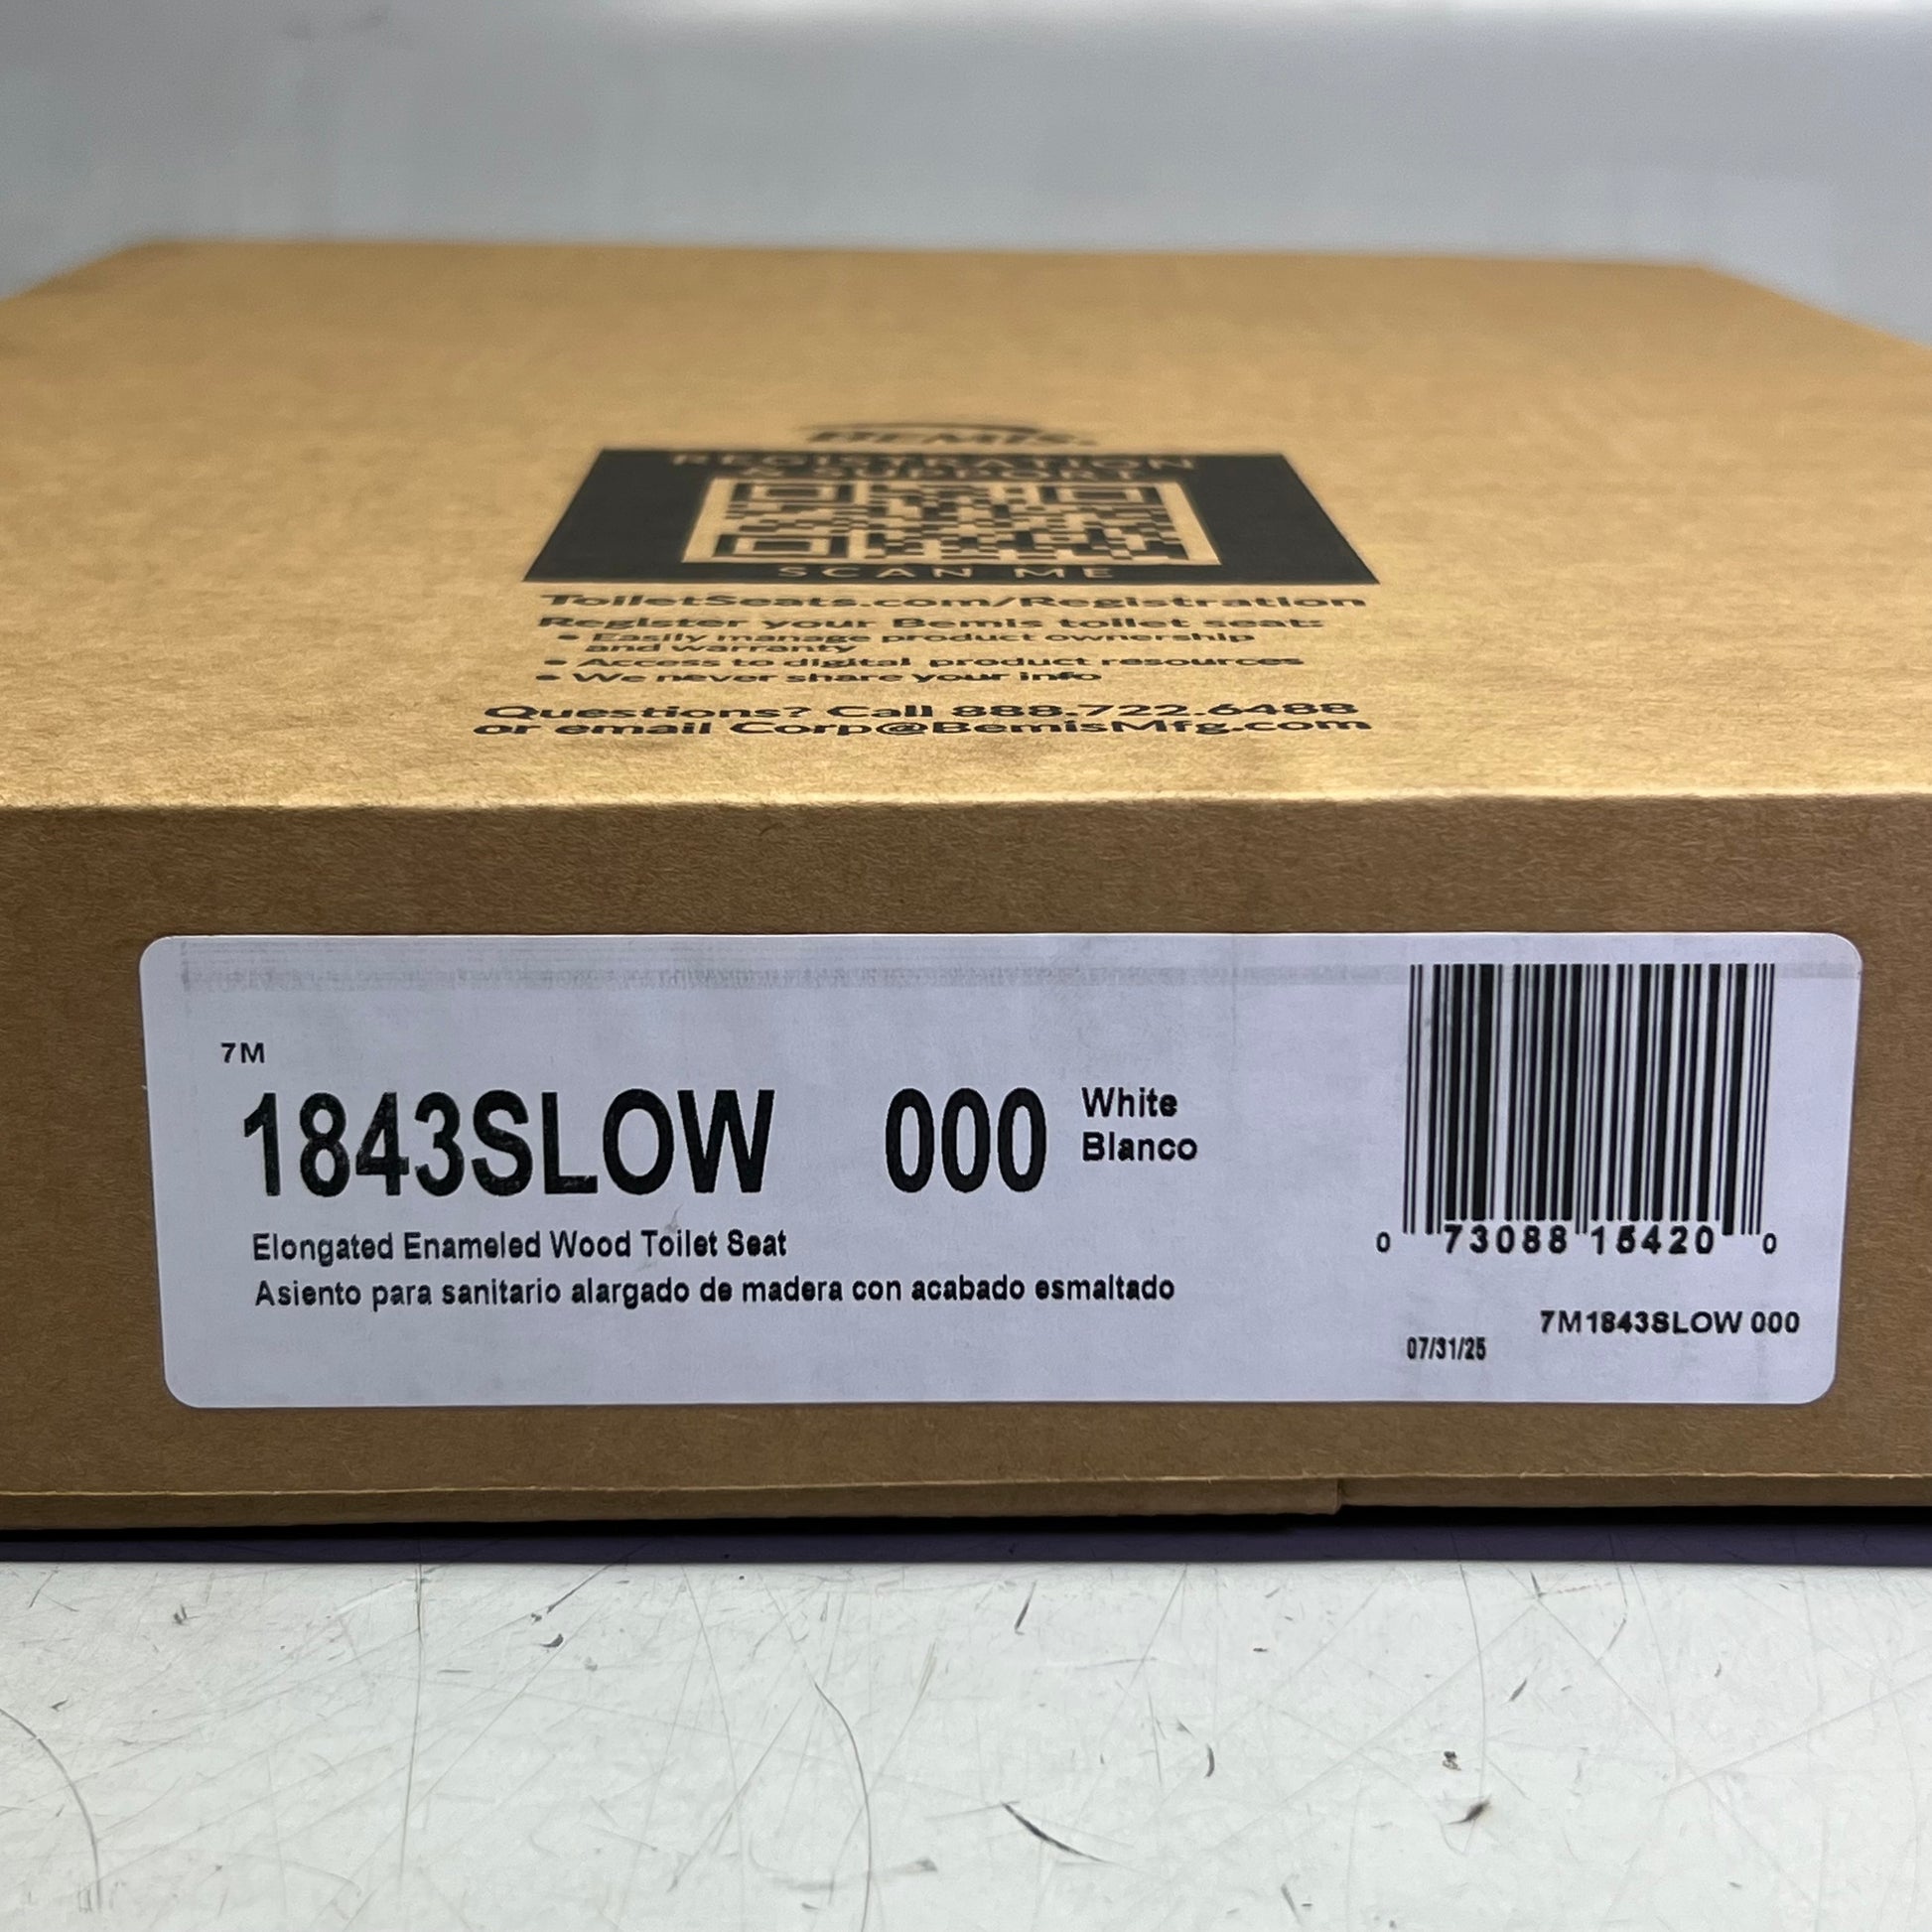 BEMIS.
REGISTRATION
& SUPPORT
SCAN ME
ToiletSeats.com/Registration
Register your Bemis toilet seat:
• Easily manage product ownership
and warranty
• Access to digital product resources
• We never share your info
Questions? Call 888.722.6488
or email Corp@BemisMfg.com
7M
1843SLOW 000 White
Blanco
Elongated Enameled Wood Toilet Seat
Asiento para sanitario alargado de madera con acabado esmaltado
0 73088 15420 0
7M1843SLOW 000
07/31/25